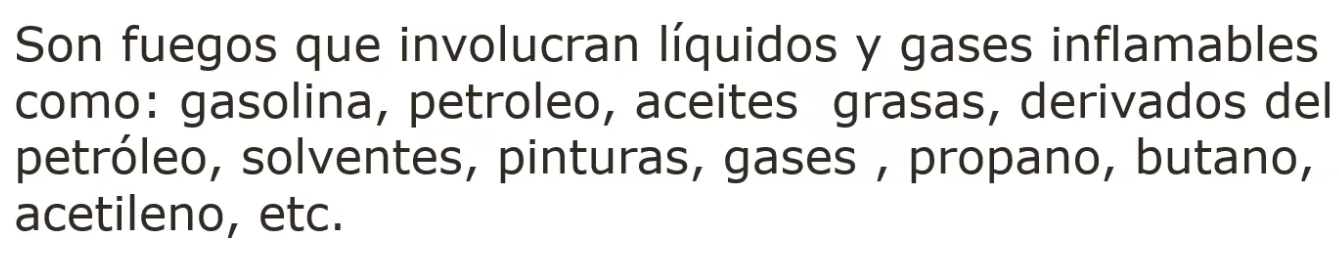 Son fuegos que involucran líquidos y gases inflamables
como: gasolina, petroleo, aceites  grasas, derivados del
petróleo, solventes, pinturas, gases , propano, butano,
acetileno, etc.